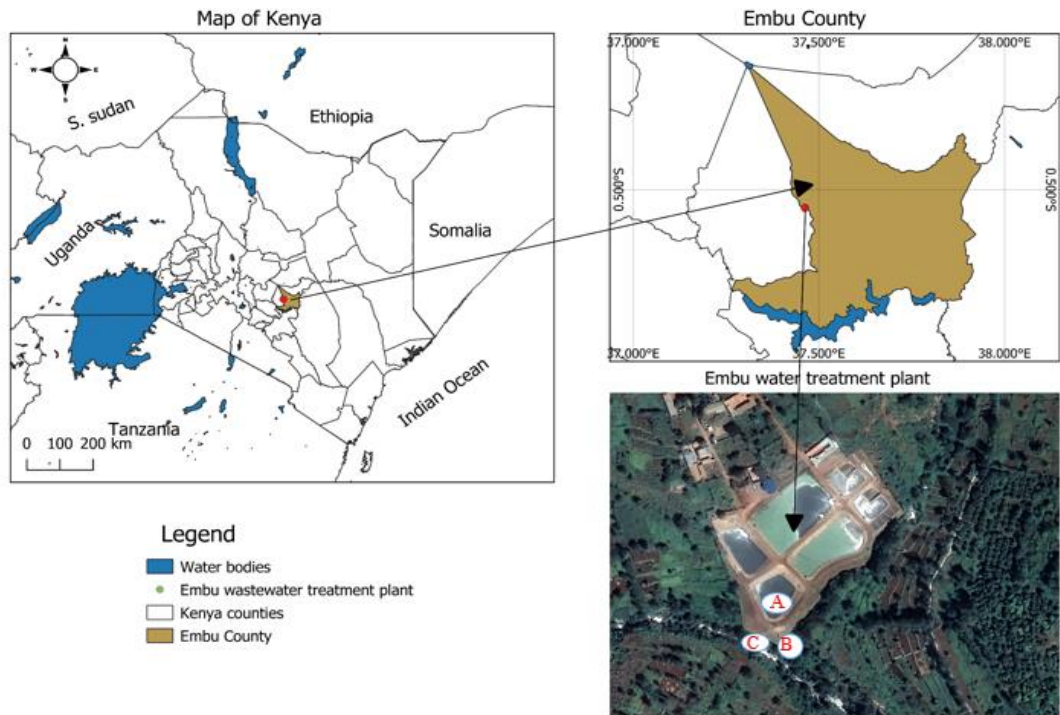 Map of Kenya
N
W
E
S
S. sudan
Ethiopia
Uganda
Somalia
Tanzania
Indian Ocean
0 100 200 km
Embu County
37.000°E
37.500°E
38.000°E
0.500°S
0.500°S
37.000°E
37.500°E
38.000°E
Embu water treatment plant
A
C
B
Legend
Water bodies
Embu wastewater treatment plant
Kenya counties
Embu County